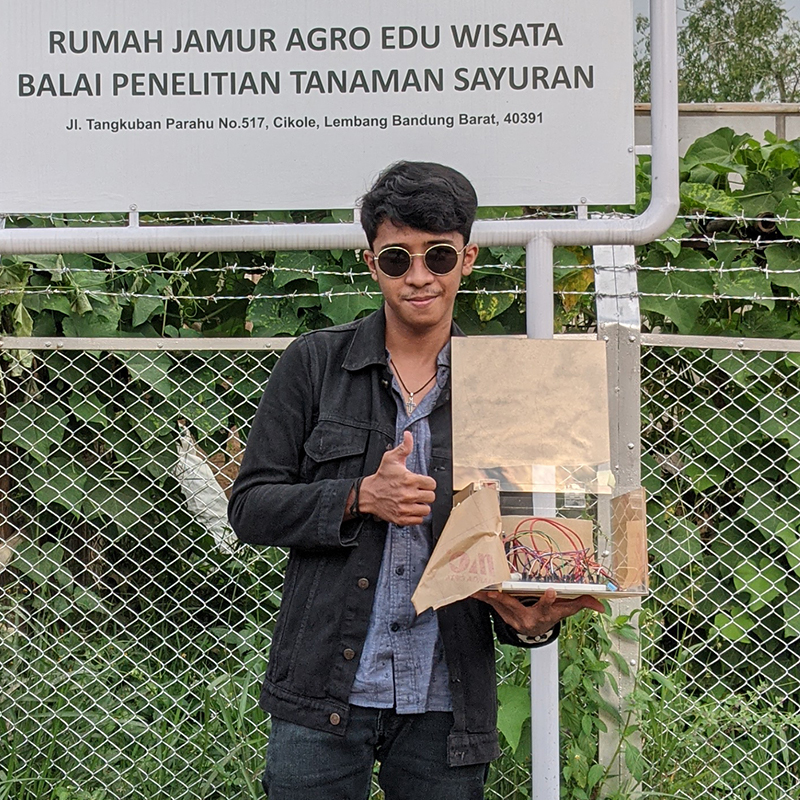 RUMAH JAMUR AGRO EDU WISATA
BALAI PENELITIAN TANAMAN SAYURAN
Jl. Tangkuban Parahu No.517, Cikole, Lembang Bandung Barat, 40391